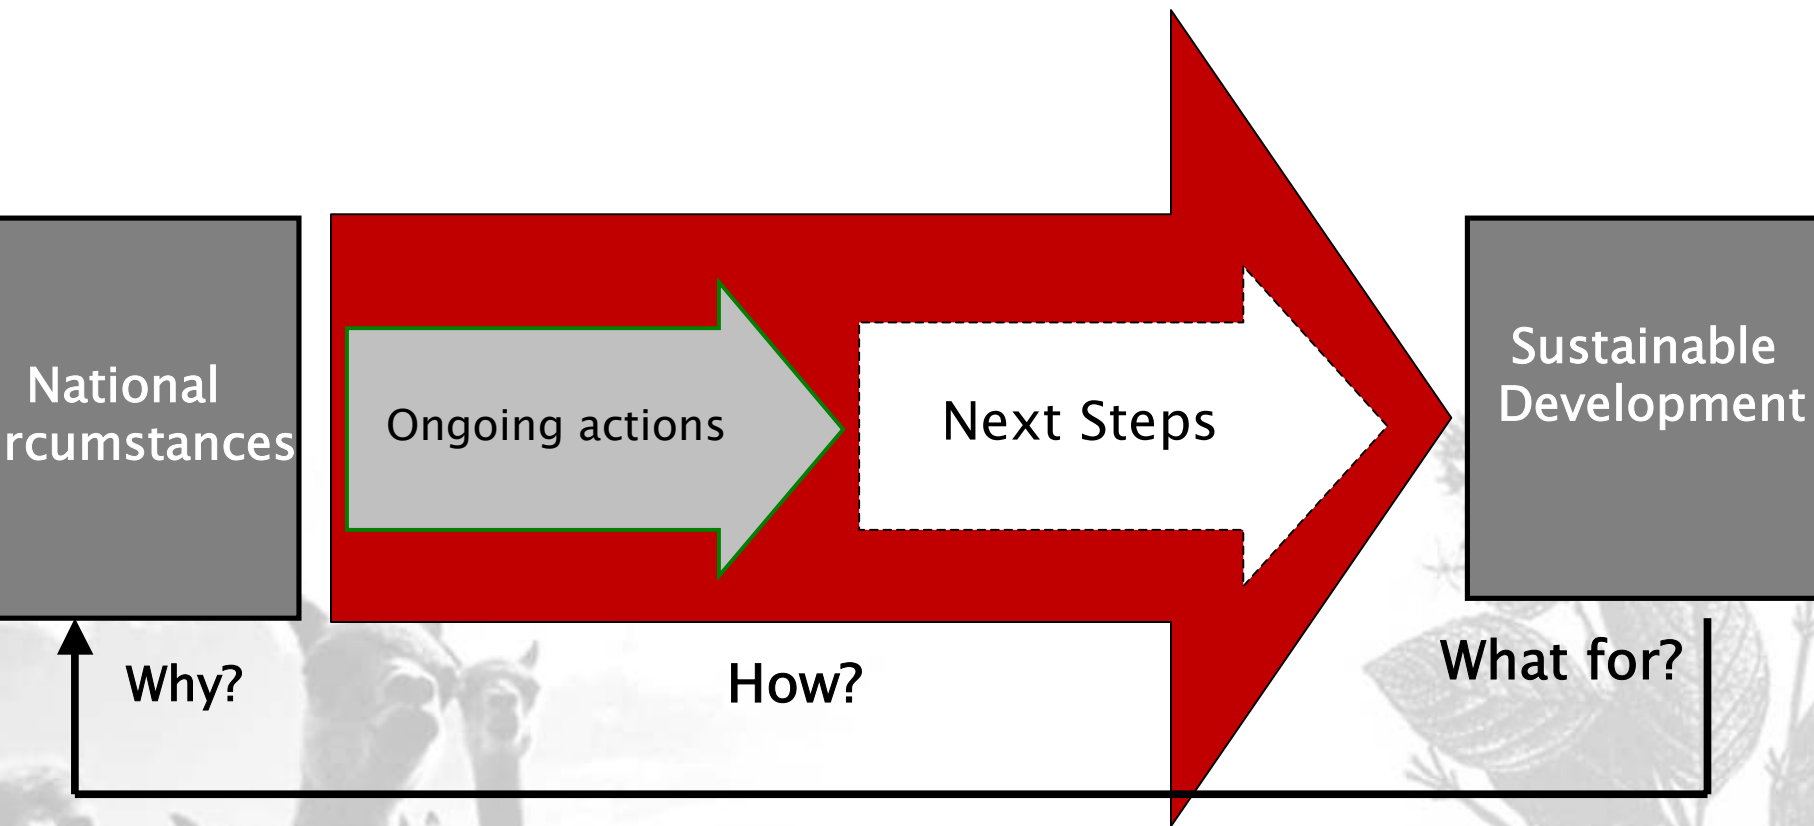 National
rcumstances
Ongoing actions
Next Steps
Sustainable
Development
Why?
How?
What for?